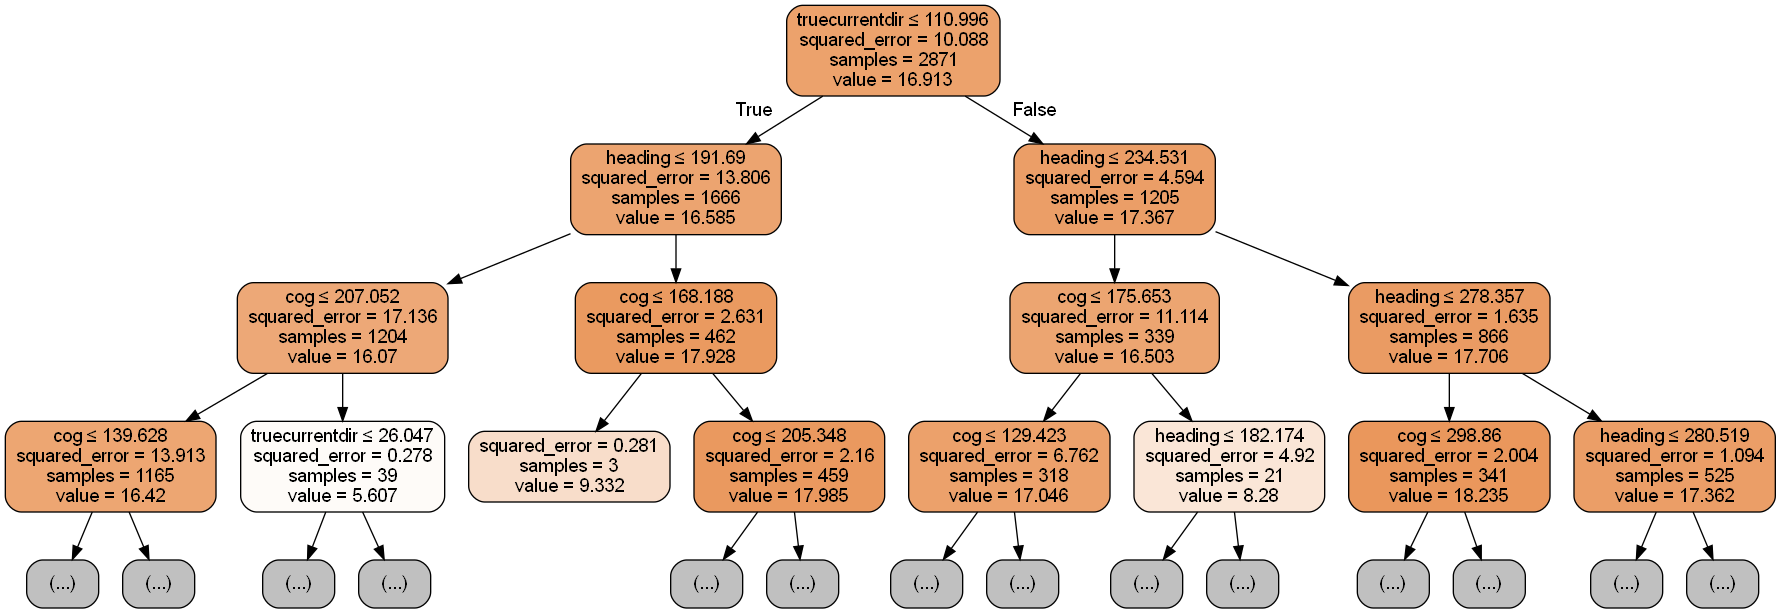 truecurrentdir ≤ 110.996
squared_error = 10.088
samples = 2871
value = 16.913
True
False
heading ≤ 191.69
squared_error = 13.806
samples = 1666
value = 16.585
heading ≤ 234.531
squared_error = 4.594
samples = 1205
value = 17.367
cog ≤ 207.052
squared_error = 17.136
samples = 1204
value = 16.07
cog ≤ 168.188
squared_error = 2.631
samples = 462
value = 17.928
cog ≤ 175.653
squared_error = 11.114
samples = 339
value = 16.503
heading ≤ 278.357
squared_error = 1.635
samples = 866
value = 17.706
cog ≤ 139.628
squared_error = 13.913
samples = 1165
value = 16.42
truecurrentdir ≤ 26.047
squared_error = 0.278
samples = 39
value = 5.607
squared_error = 0.281
samples = 3
value = 9.332
cog ≤ 205.348
squared_error = 2.16
samples = 459
value = 17.985
cog ≤ 129.423
squared_error = 6.762
samples = 318
value = 17.046
heading ≤ 182.174
squared_error = 4.92
samples = 21
value = 8.28
cog ≤ 298.86
squared_error = 2.004
samples = 341
value = 18.235
heading ≤ 280.519
squared_error = 1.094
samples = 525
value = 17.362
(...)
(...)
(...)
(...)
(...)
(...)
(...)
(...)
(...)
(...)
(...)
(...)
(...)
(...)